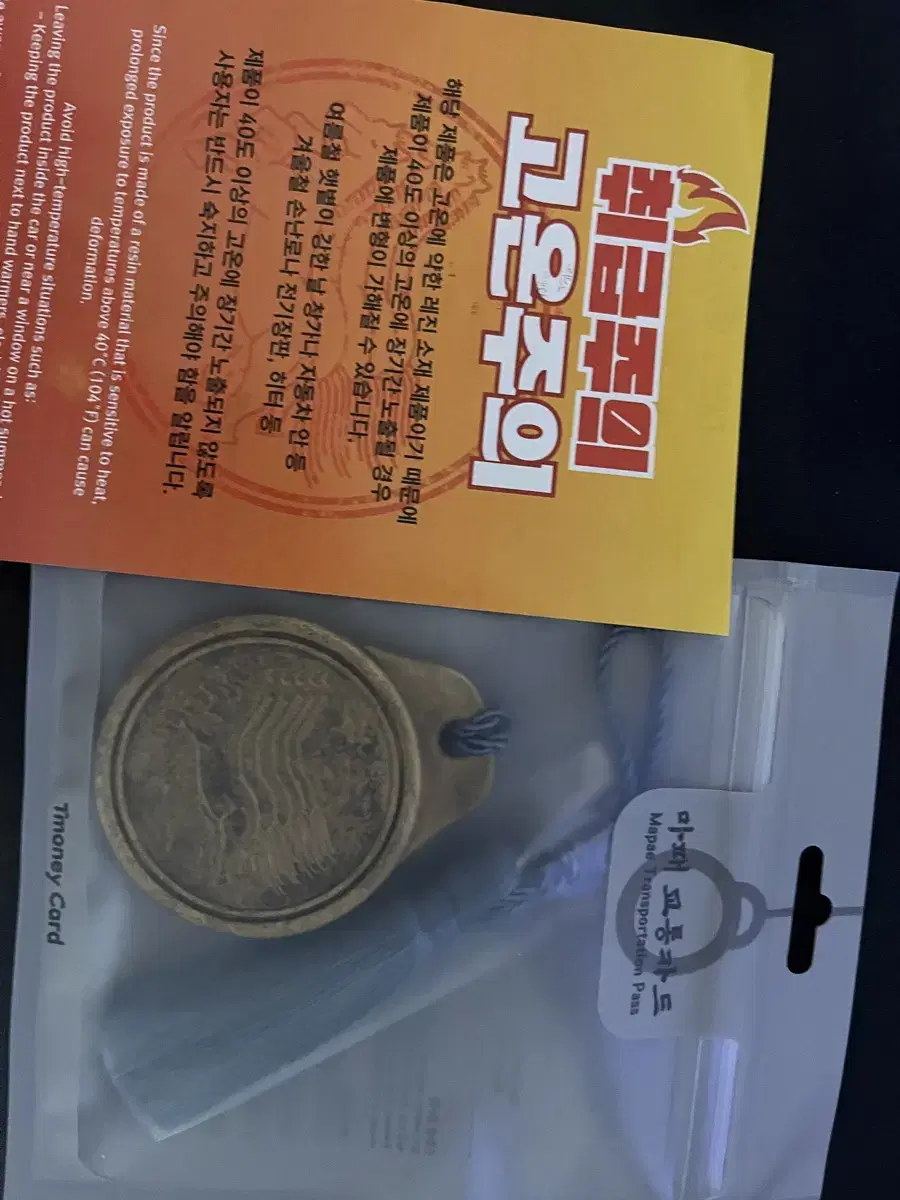 취급주의
고온주의
해당 제품은 고온에 약한 레진 소재 제품이기 때문에
제품이 40도 이상의 고온에 장기간 노출될 경우
제품에 변형이 가해질 수 있습니다.
여름철 햇볕이 강한 날 창가나 자동차 안 등
겨울철 손난로나 전기장판, 히터 등
제품이 40도 이상의 고온에 장기간 노출되지 않도록
사용자는 반드시 숙지하고 주의해야 함을 알립니다.
Since the product is made of a resin material that is sensitive to heat,
prolonged exposure to temperatures above 40°C (104°F) can cause
deformation.
Avoid high-temperature situations such as:
Leaving the product inside the car or near a window on a hot summer
- Keeping the product next to hand warmers,
마패 교통카드
Mapae Transportation Pass
Tmoney Card